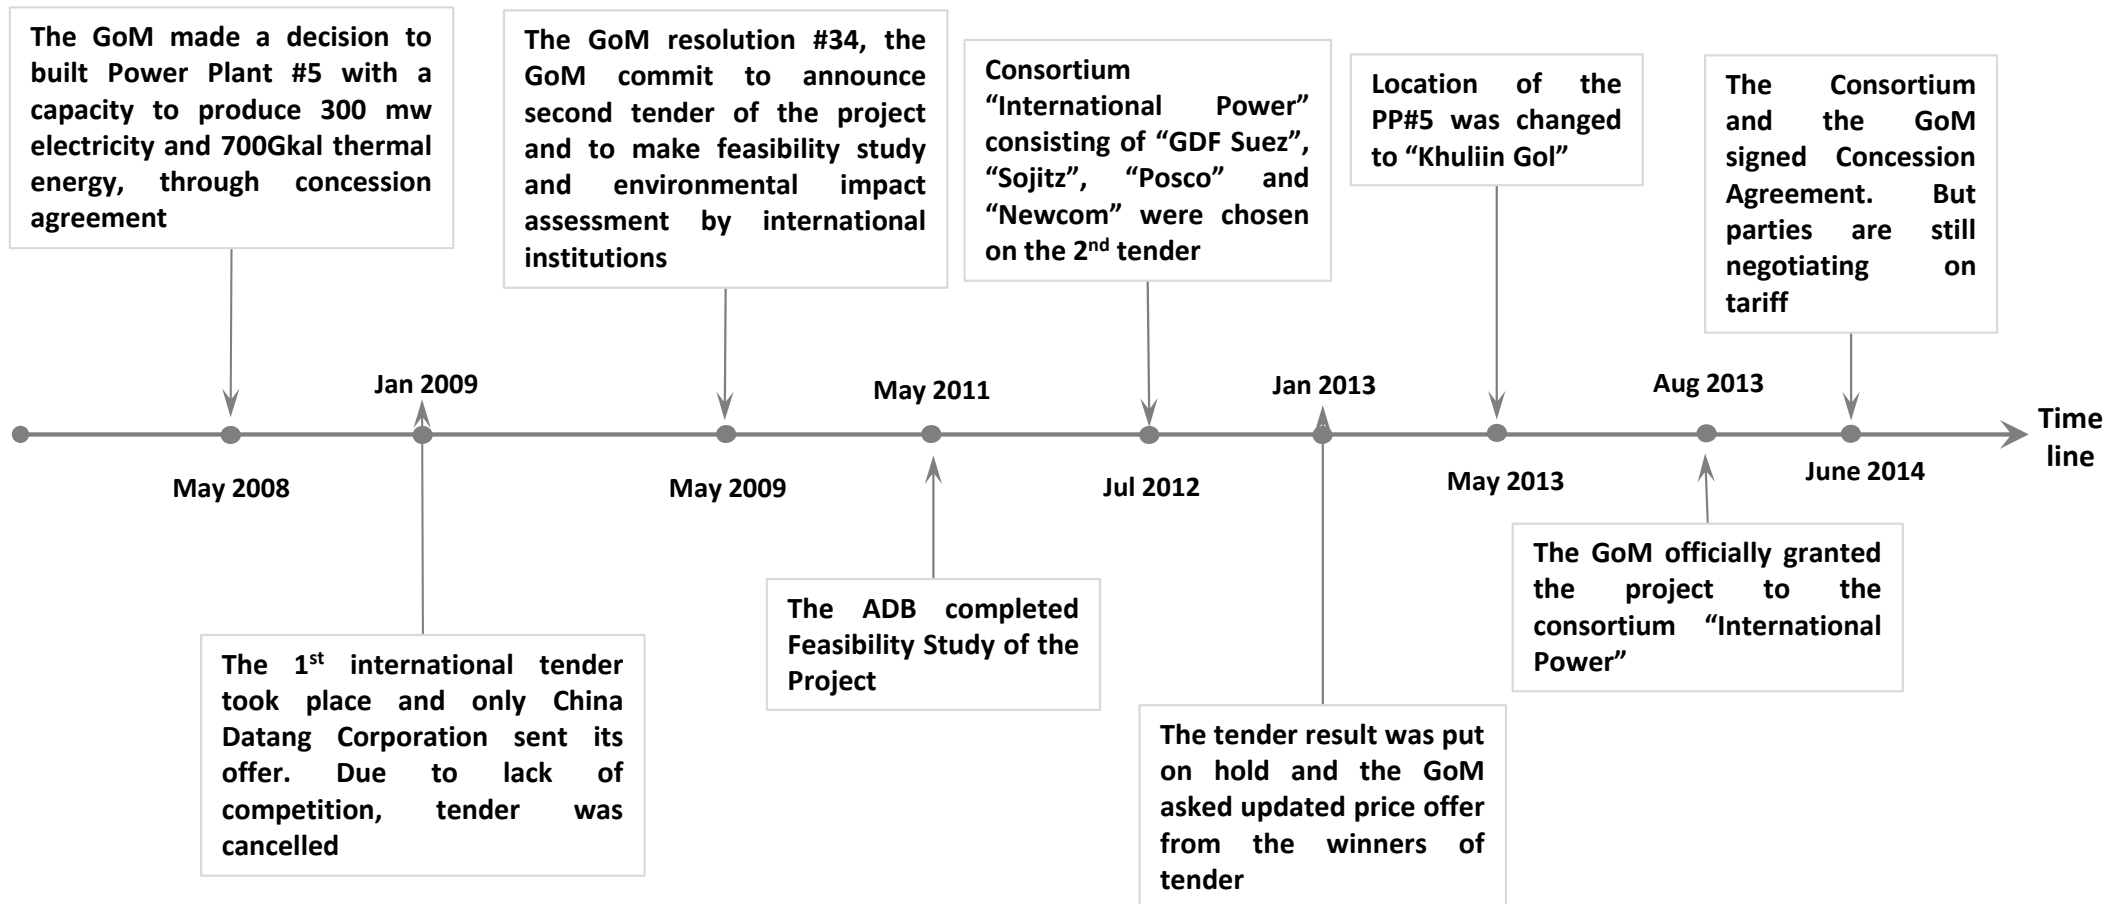 The GoM made a decision to
built Power Plant #5 with a
capacity to produce 300 mw
electricity and 700Gkal thermal
energy, through concession
agreement
The GoM resolution #34, the
GoM commit to announce
second tender of the project
and to make feasibility study
and environmental impact
assessment by international
institutions
Consortium
“International Power”
consisting of “GDF Suez”,
“Sojitz”, “Posco” and
“Newcom” were chosen
on the 2nd tender
Location of the
PP#5 was changed
to “Khuliin Gol”
The Consortium
and the GoM
signed Concession
Agreement. But
parties are still
negotiating on
tariff
Jan 2009
May 2011
Jan 2013
Aug 2013
Time
line
May 2008
May 2009
Jul 2012
May 2013
June 2014
The 1st international tender
took place and only China
Datang Corporation sent its
offer. Due to lack of
competition, tender was
cancelled
The ADB completed
Feasibility Study of the
Project
The tender result was put
on hold and the GoM
asked updated price offer
from the winners of
tender
The GoM officially granted
the project to the
consortium “International
Power”